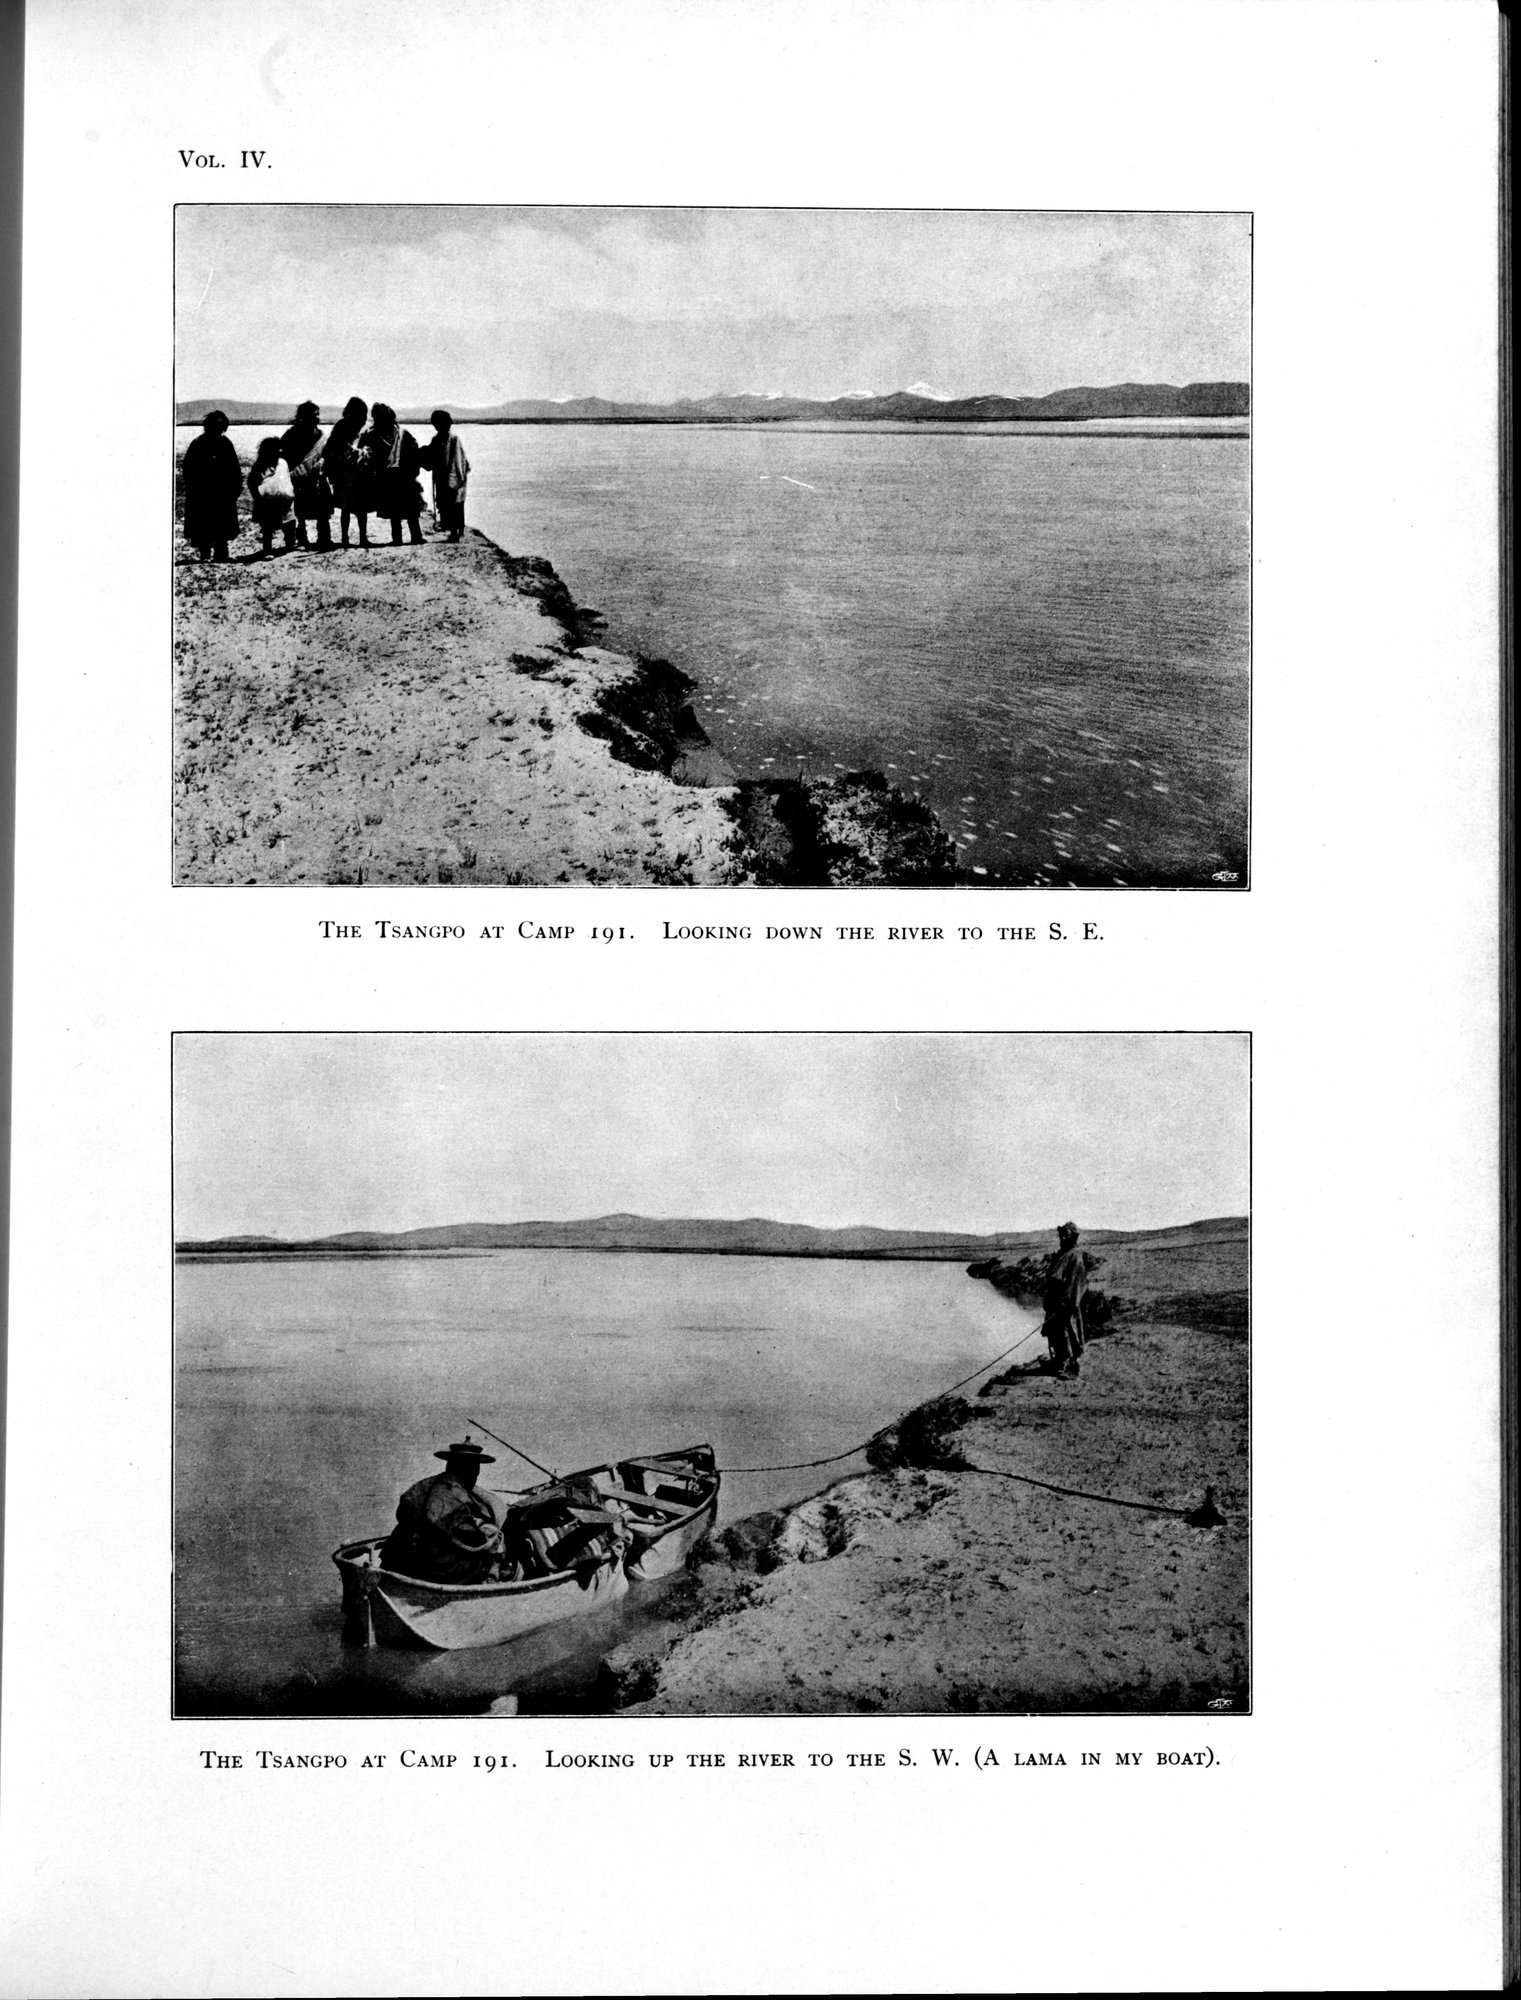 Vol. IV.
The Tsangpo at Camp 191. Looking down the river to the S. E.
The Tsangpo at Camp 191. Looking up the river to the S. W. (A lama in my boat).